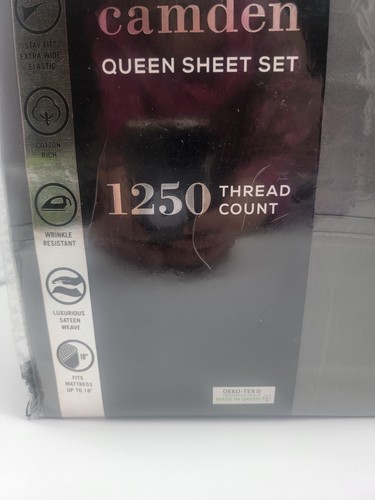 camden
QUEEN SHEET SET
STAY FIT
EXTRA WIDE
ELASTIC
COTTON
RICH
1250 THREAD
COUNT
WRINKLE
RESISTANT
LUXURIOUS
SATEEN
WEAVE
18"
FITS
MATTRESS
UP TO 18"
OEKO-TEX®
MADE IN GREEN